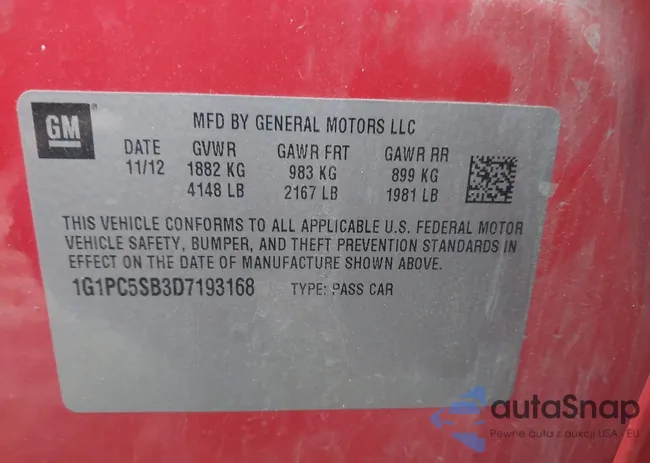 GM®
MFD BY GENERAL MOTORS LLC
DATE GVWR GAWR FRT GAWR RR
11/12 1882 KG 983 KG 899 KG
4148 LB 2167 LB 1981 LB
THIS VEHICLE CONFORMS TO ALL APPLICABLE U.S. FEDERAL MOTOR
VEHICLE SAFETY, BUMPER, AND THEFT PREVENTION STANDARDS IN
EFFECT ON THE DATE OF MANUFACTURE SHOWN ABOVE.
1G1PC5SB3D7193168 TYPE: PASS CAR
autaSnap
Pewne auta z aukcji USA - EU